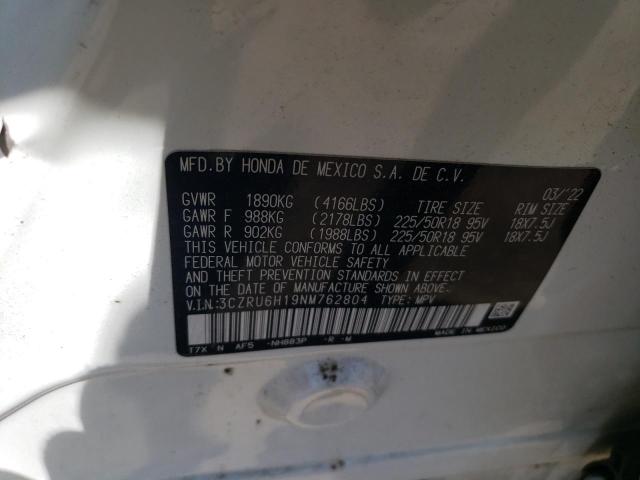 MFD.BY HONDA DE MEXICO S.A. DE C.V. 03/'22
GVWR 1890KG (4166LBS) TIRE SIZE RIM SIZE
GAWR F 988KG (2178LBS) 225/50R18 95V 18X7.5J
GAWR R 902KG (1988LBS) 225/50R18 95V 18X7.5J
THIS VEHICLE CONFORMS TO ALL APPLICABLE
FEDERAL MOTOR VEHICLE SAFETY
AND THEFT PREVENTION STANDARDS IN EFFECT
ON THE DATE OF MANUFACTURE SHOWN ABOVE.
V.I.N:3CZRU6H19NM762804 TYPE: MPV
T7X N AF5 -NH883P -R -M MADE IN MEXICO